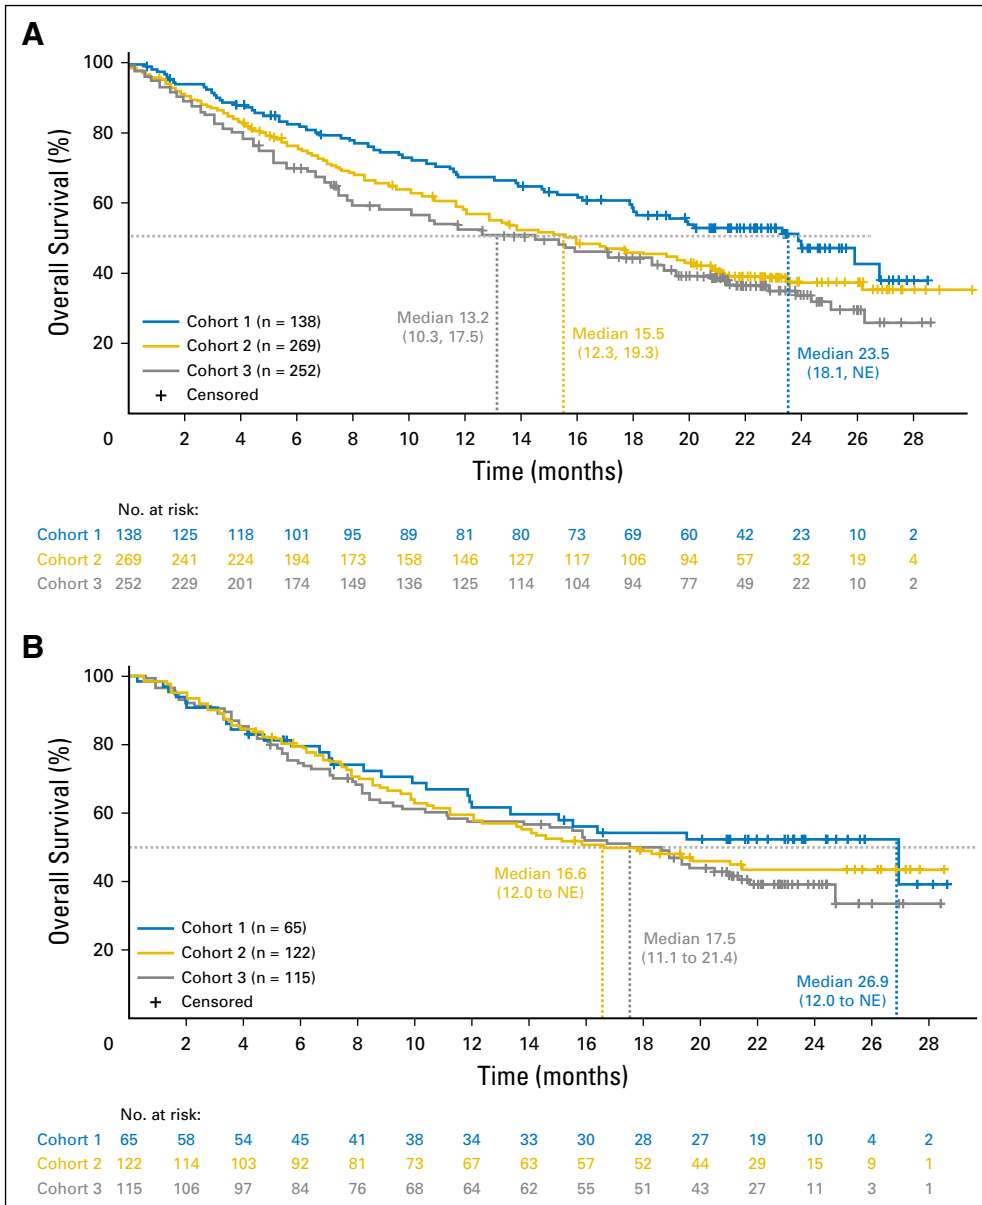 A
Overall Survival (%)
100
80
60
40
20
Median 13.2
(10.3, 17.5)
Median 15.5
(12.3, 19.3)
Median 23.5
(18.1, NE)
Cohort 1 (n = 138)
Cohort 2 (n = 269)
Cohort 3 (n = 252)
+ Censored
0 2 4 6 8 10 12 14 16 18 20 22 24 26 28
Time (months)
No. at risk:
Cohort 1 138 125 118 101 95 89 81 80 73 69 60 42 23 10 2
Cohort 2 269 241 224 194 173 158 146 127 117 106 94 57 32 19 4
Cohort 3 252 229 201 174 149 136 125 114 104 94 77 49 22 10 2
B
Overall Survival (%)
100
80
60
40
20
Median 16.6
(12.0 to NE)
Median 17.5
(11.1 to 21.4)
Median 26.9
(12.0 to NE)
Cohort 1 (n = 65)
Cohort 2 (n = 122)
Cohort 3 (n = 115)
+ Censored
0 2 4 6 8 10 12 14 16 18 20 22 24 26 28
Time (months)
No. at risk:
Cohort 1 65 58 54 45 41 38 34 33 30 28 27 19 10 4 2
Cohort 2 122 114 103 92 81 73 67 63 57 52 44 29 15 9 1
Cohort 3 115 106 97 84 76 68 64 62 55 51 43 27 11 3 1